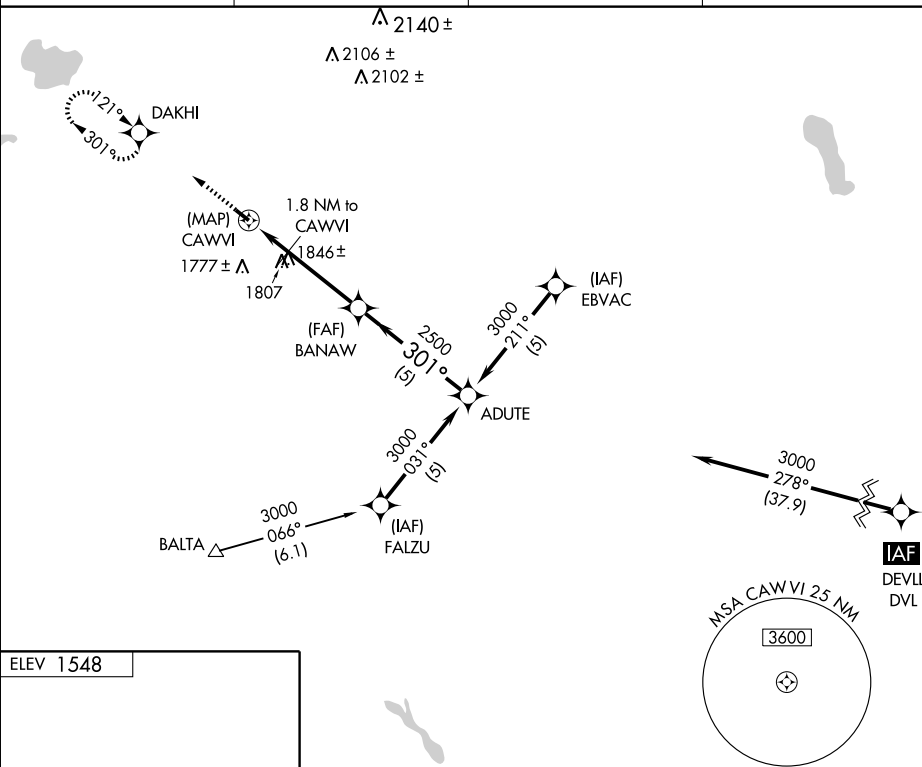 2140 ±
2106 ±
2102 ±
121°
301°
DAKHI
(MAP)
CAWVI
1.8 NM to
CAWVI
1846 ±
1777 ±
1807
(IAF)
EBVAC
3000
211°
(5)
(FAF)
BANAW
2500
301°
(5)
ADUTE
3000
031°
(5)
3000
278°
(37.9)
BALTA
3000
066°
(6.1)
(IAF)
FALZU
IAF
DEVLL
DVL
MSA CAWVI 25 NM
3600
ELEV 1548